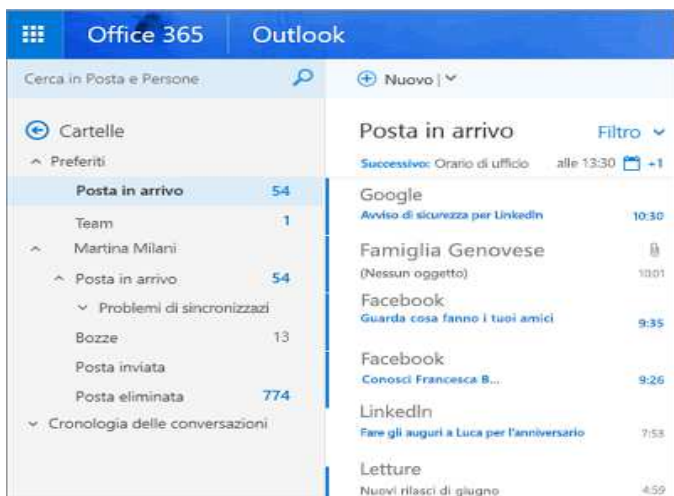 Office 365 Outlook
Cerca in Posta e Persone
Nuovo
Cartelle
Preferiti
Posta in arrivo 54
Team 1
Martina Milani
Posta in arrivo 54
Problemi di sincronizzazi
Bozze 13
Posta inviata
Posta eliminata 774
Cronologia delle conversazioni
Posta in arrivo Filtro
Successivo: Orario di ufficio alle 13:30 +1
Google
Avviso di sicurezza per LinkedIn 10:30
Famiglia Genovese
(Nessun oggetto) 10:01
Facebook
Guarda cosa fanno i tuoi amici 9:35
Facebook
Conosci Francesca B... 9:26
LinkedIn
Fare gli auguri a Luca per l'anniversario 7:53
Letture
Nuovi rilasci di giugno 4:59